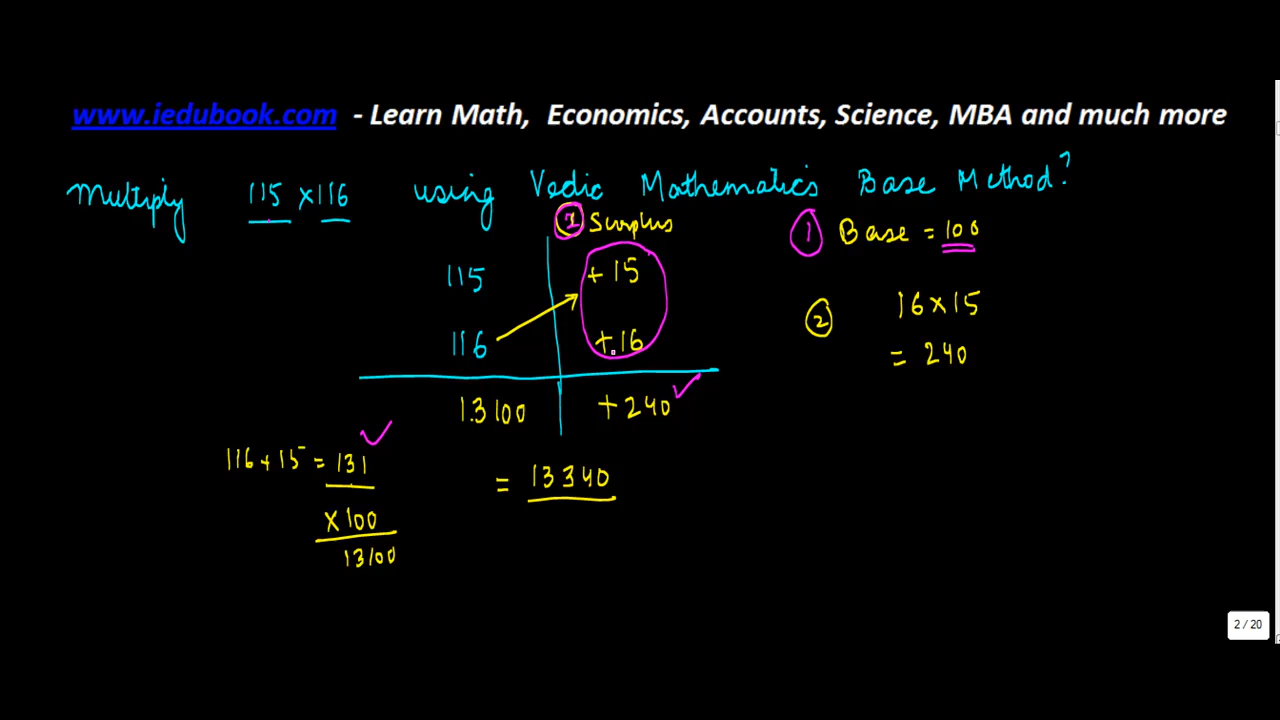 www.iedubook.com - Learn Math, Economics, Accounts, Science, MBA and much more
Multiply 115 x 116 using Vedic Mathematics Base Method?
1 Surplus
1 Base = 100
115 + 15
116 + 16
2 16 x 15
= 240
13100 + 240
116 + 15 = 131
x 100
13100
= 13340
2 / 20